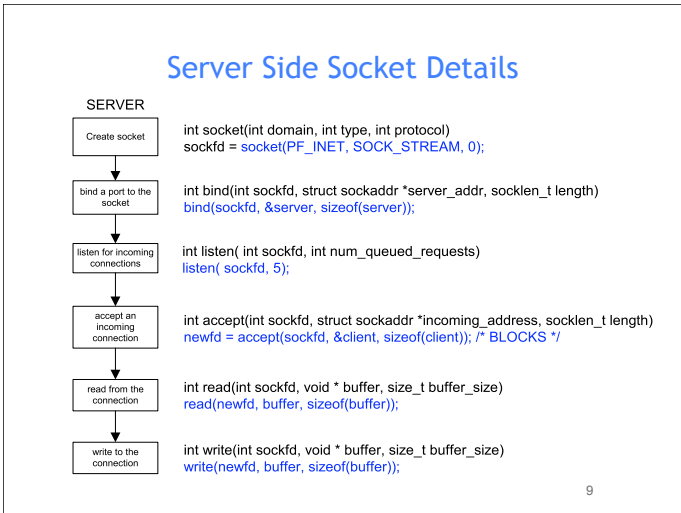 Server Side Socket Details
SERVER
Create socket
int socket(int domain, int type, int protocol)
sockfd = socket(PF_INET, SOCK_STREAM, 0);
bind a port to the
socket
int bind(int sockfd, struct sockaddr *server_addr, socklen_t length)
bind(sockfd, &server, sizeof(server));
listen for incoming
connections
int listen( int sockfd, int num_queued_requests)
listen( sockfd, 5);
accept an
incoming
connection
int accept(int sockfd, struct sockaddr *incoming_address, socklen_t length)
newfd = accept(sockfd, &client, sizeof(client)); /* BLOCKS */
read from the
connection
int read(int sockfd, void * buffer, size_t buffer_size)
read(newfd, buffer, sizeof(buffer));
write to the
connection
int write(int sockfd, void * buffer, size_t buffer_size)
write(newfd, buffer, sizeof(buffer));
9